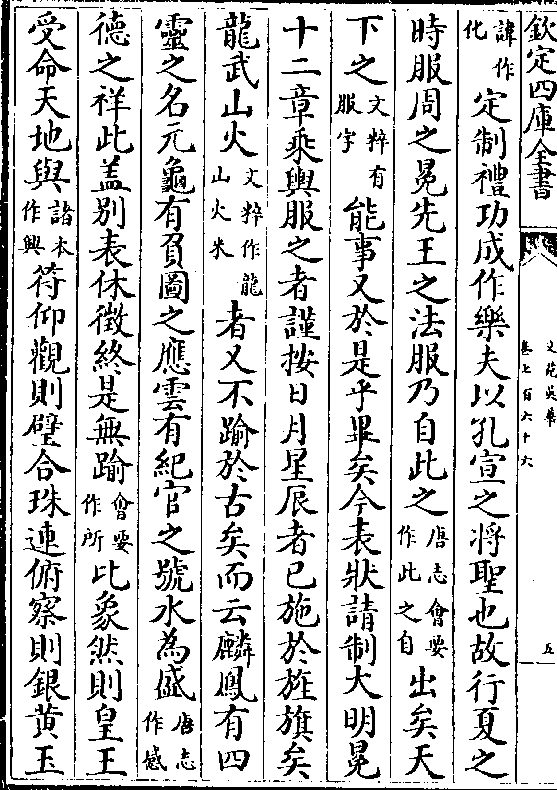 欽定四庫全書
文苑英華
卷七百六十六
五
諱作化定制禮功成作樂夫以孔宣之將聖也故行夏之
時服周之冕先王之法服乃自此之唐志會要作此之自出矣天
下之文粹有服字能事又於是乎畢矣今表狀請制大明冕
十二章乘輿服之者謹按日月星辰者已施於旌旗矣
龍武山火文粹作龍山火米者又不踰於古矣而云麟鳳有四
靈之名元龜有負圖之應雲有紀官之號水為盛唐志作感
德之祥此盖别表休徵終是無踰會要作所比象然則皇王
受命天地與諸本作興符仰觀則璧合珠連俯察則銀黄玉